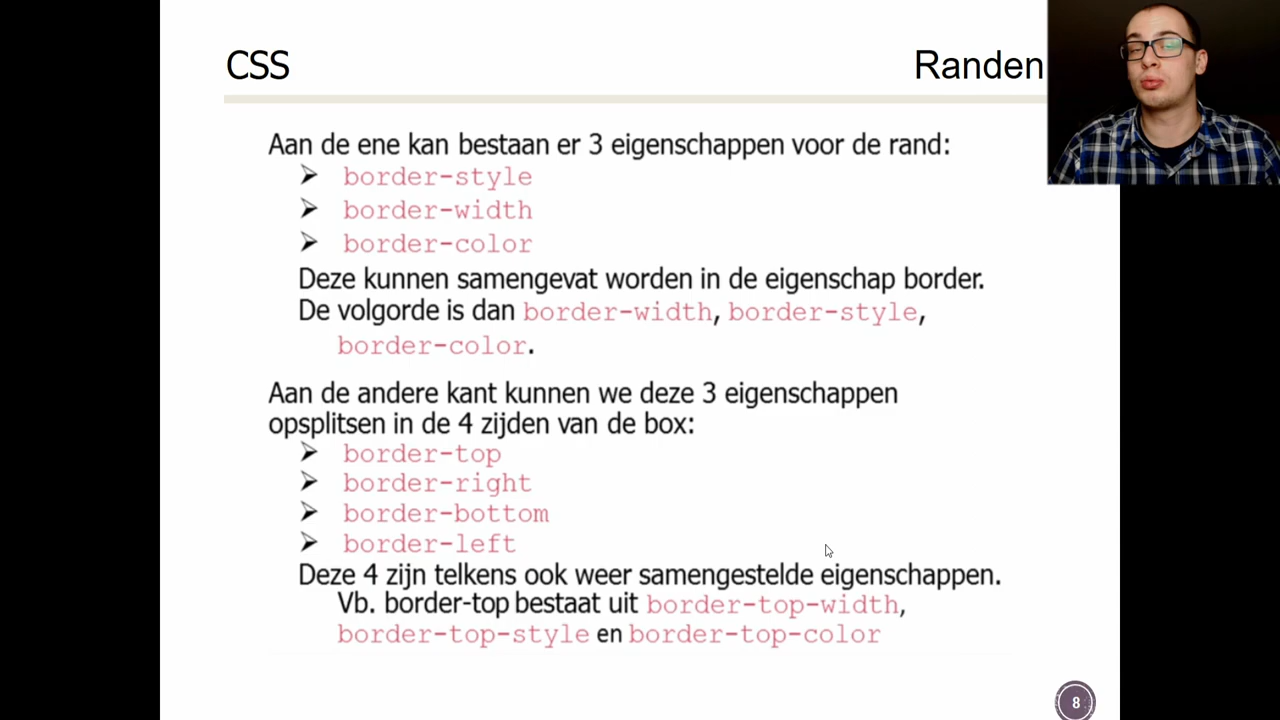 CSS
Randen
Aan de ene kan bestaan er 3 eigenschappen voor de rand:
border-style
border-width
border-color
Deze kunnen samengevat worden in de eigenschap border.
De volgorde is dan border-width, border-style,
border-color.
Aan de andere kant kunnen we deze 3 eigenschappen
opsplitsen in de 4 zijden van de box:
border-top
border-right
border-bottom
border-left
Deze 4 zijn telkens ook weer samengestelde eigenschappen.
Vb. border-top bestaat uit border-top-width,
border-top-style en border-top-color
8